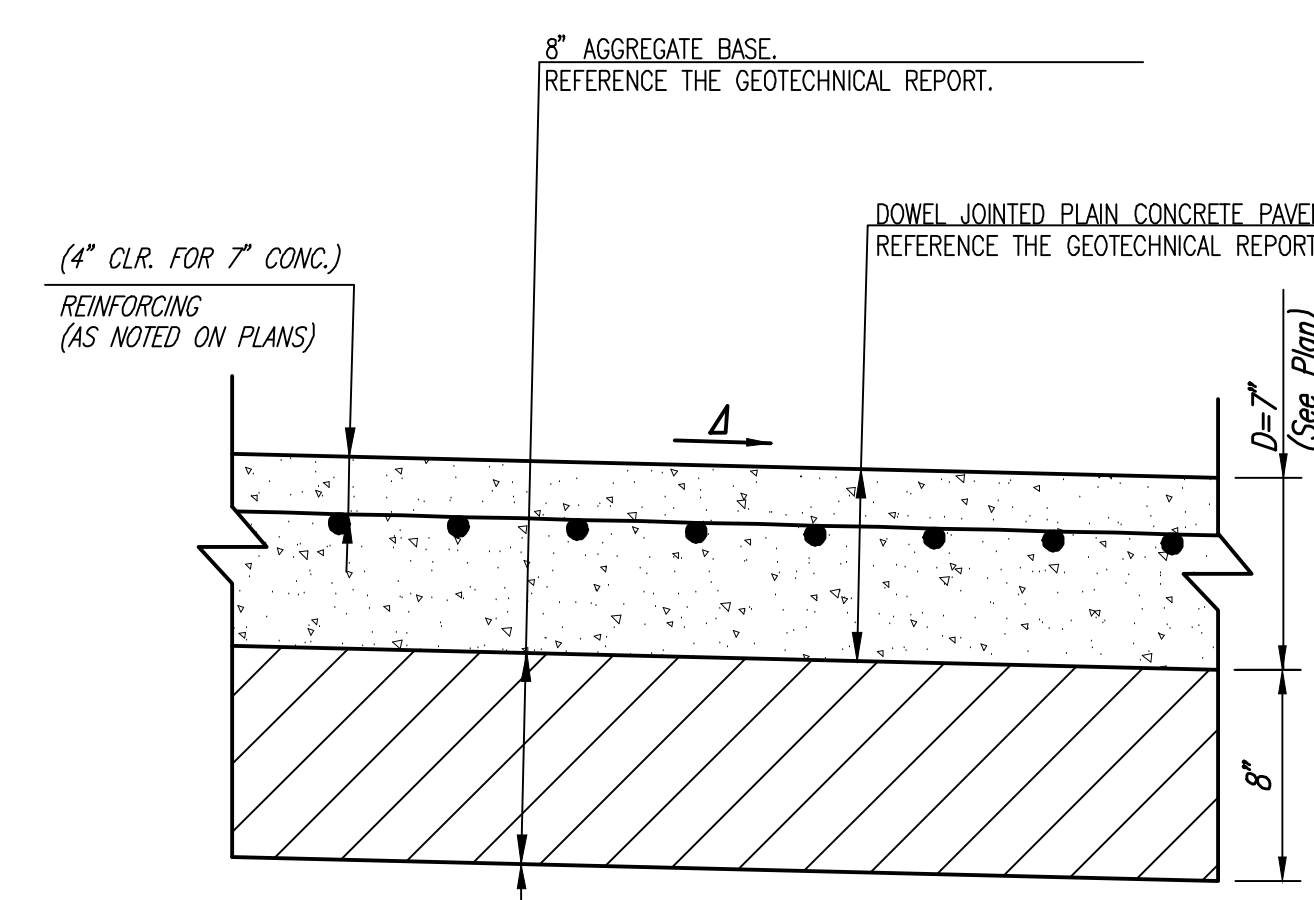 8” AGGREGATE BASE.
REFERENCE THE GEOTECHNICAL REPORT.
DOWEL JOINTED PLAIN CONCRETE
REFERENCE THE GEOTECHNICAL REPORT
(4” CLR. FOR 7” CONC.)
REINFORCING
(AS NOTED ON PLANS)
Δ
D=7”
(See Plan)
8”